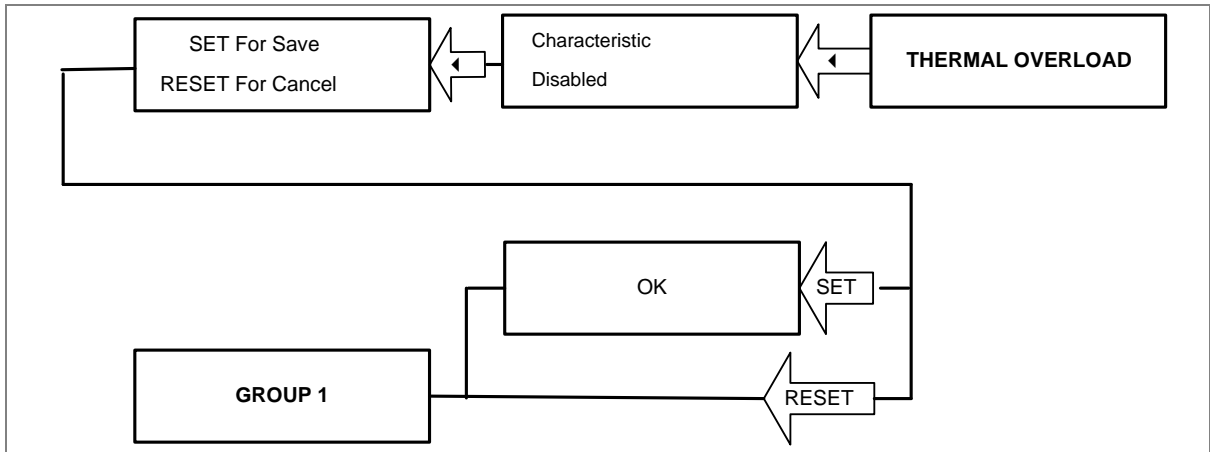 SET For Save
RESET For Cancel
Characteristic
Disabled
THERMAL OVERLOAD
OK
SET
GROUP 1
RESET